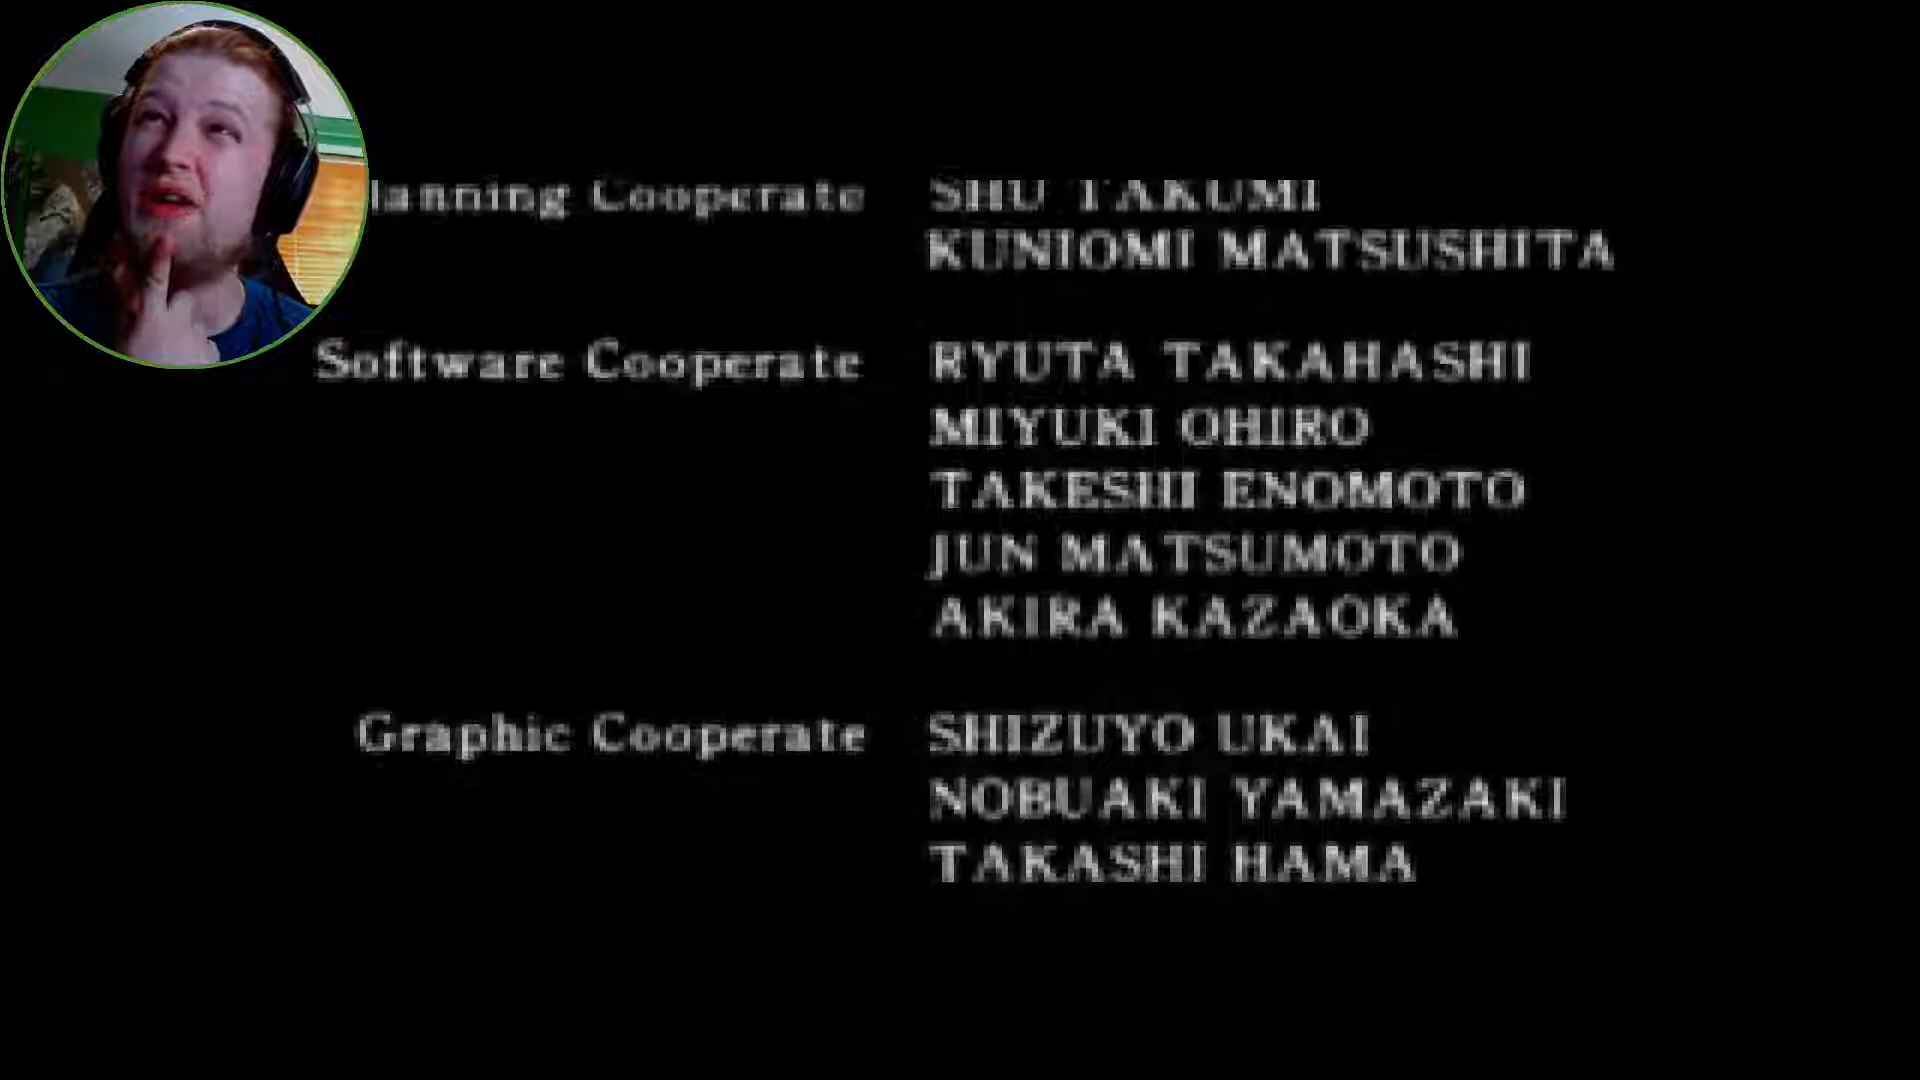 lanning Cooperate SHU TAKUMI
KUNIOMI MATSUSHITA
Software Cooperate RYUTA TAKAHASHI
MIYUKI OHIRO
TAKESHI ENOMOTO
JUN MATSUMOTO
AKIRA KAZAOKA
Graphic Cooperate SHIZUYO UKAI
NOBUAKI YAMAZAKI
TAKASHI HAMA